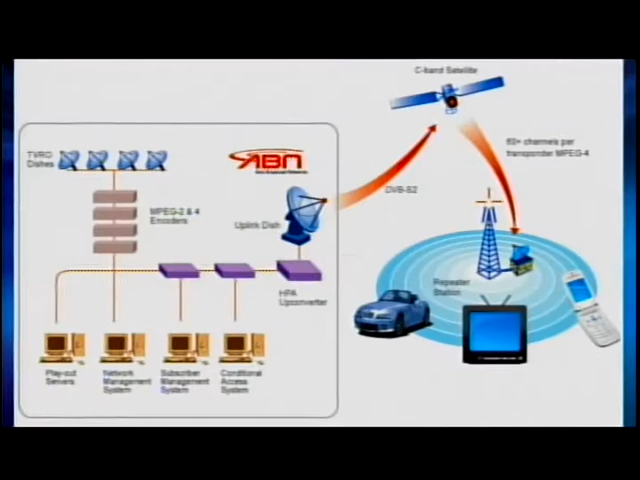 C-band Satellite
TVRO
Dishes
ABN
60+ channels per
transponder MPEG-4
DVB-S2
MPEG-2 & 4
Encoders
Uplink Dish
Repeater
Station
HPA
Upconverter
Play-out
Servers
Network
Management
System
Subscriber
Management
System
Conditional
Access
System